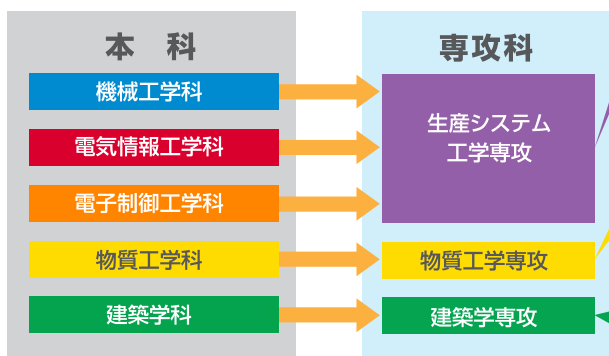 本 科
機械工学科
電気情報工学科
電子制御工学科
物質工学科
建築学科
専攻科
生産システム
工学専攻
物質工学専攻
建築学専攻